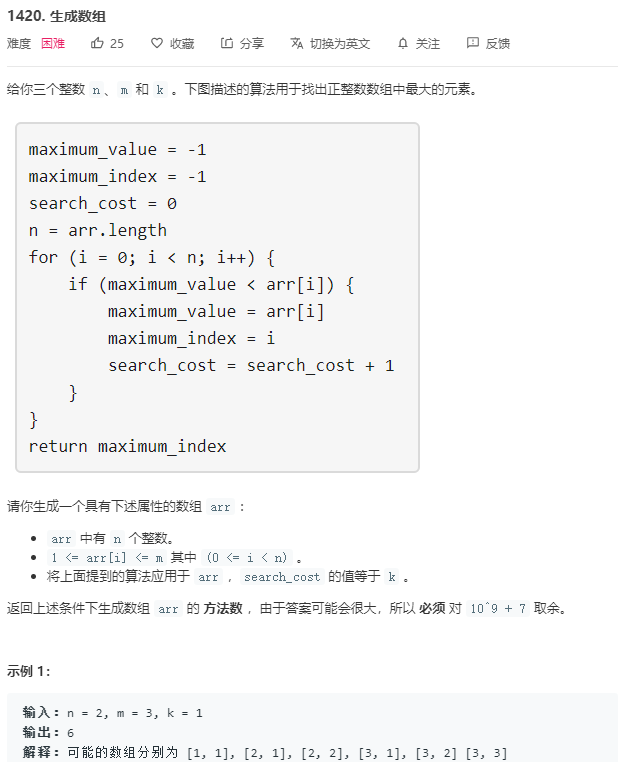 1420. 生成数组
难度 困难 25 收藏 分享 切换为英文 关注 反馈
给你三个整数 n、m 和 k 。下图描述的算法用于找出正整数数组中最大的元素。
maximum_value = -1
maximum_index = -1
search_cost = 0
n = arr.length
for (i = 0; i < n; i++) {
    if (maximum_value < arr[i]) {
        maximum_value = arr[i]
        maximum_index = i
        search_cost = search_cost + 1
    }
}
return maximum_index
请你生成一个具有下述属性的数组 arr ：
• arr 中有 n 个整数。
• 1 <= arr[i] <= m 其中 (0 <= i < n) 。
• 将上面提到的算法应用于 arr ，search_cost 的值等于 k 。
返回上述条件下生成数组 arr 的 方法数 ，由于答案可能会很大，所以 必须 对 10^9 + 7 取余。
示例 1：
输入：n = 2, m = 3, k = 1
输出：6
解释：可能的数组分别为 [1, 1], [2, 1], [2, 2], [3, 1], [3, 2] [3, 3]